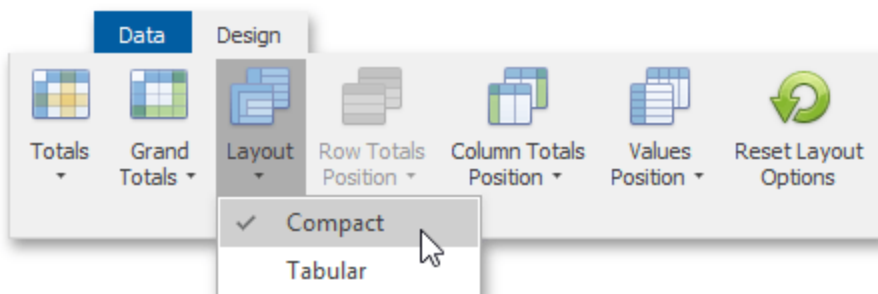 Data Design
Totals Grand Layout Row Totals Column Totals Values Reset Layout
Totals Position Position Position Options
Compact
Tabular